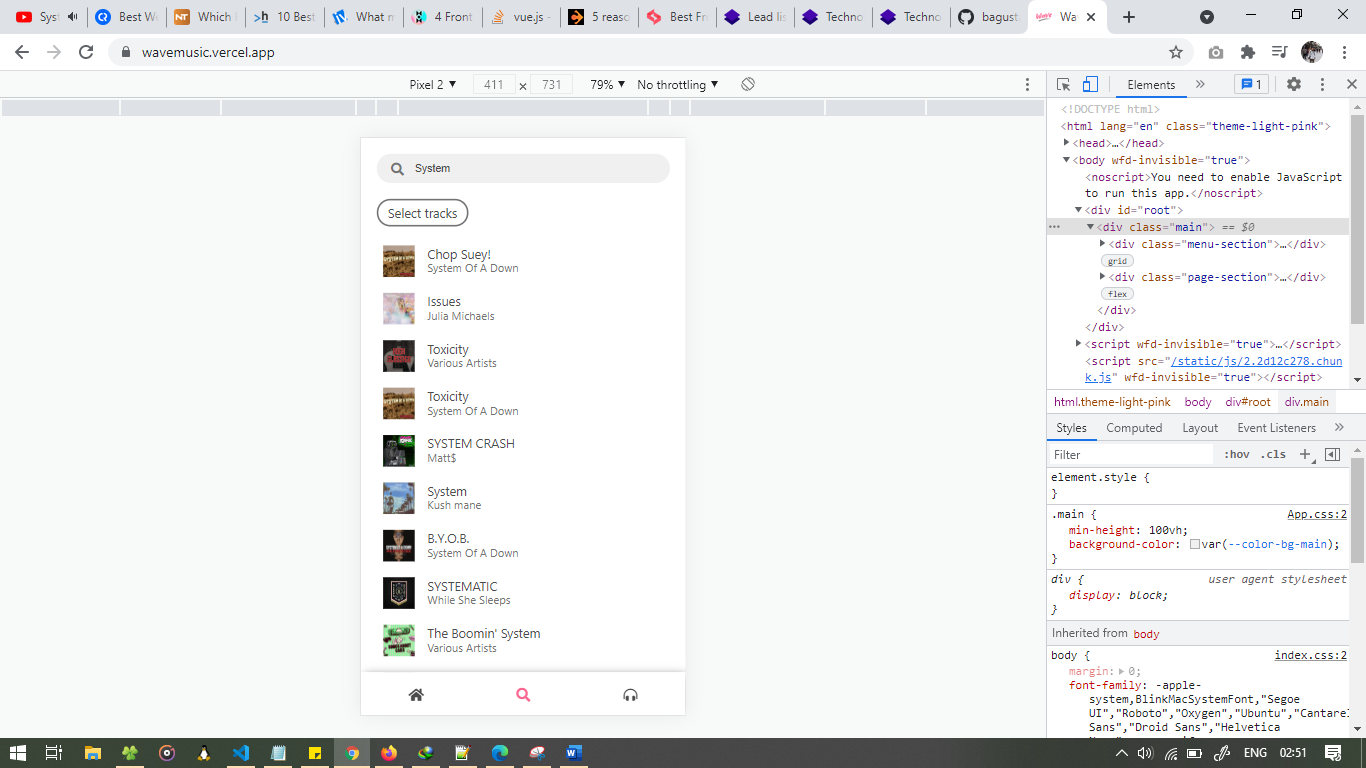 Syst
Best We
Which
10 Best
What m
4 Front
vue.js -
5 reaso
Best Fr
Lead lis
Techno
Techno
bagust
Wa
wavemusic.vercel.app
Pixel 2
411 x 731
79%
No throttling
Elements
1
System
Select tracks
Chop Suey!
System Of A Down
Issues
Julia Michaels
Toxicity
Various Artists
Toxicity
System Of A Down
SYSTEM CRASH
Matt$
System
Kush mane
B.Y.O.B.
System Of A Down
SYSTEMATIC
While She Sleeps
The Boomin' System
Various Artists
<!DOCTYPE html>
<html lang="en" class="theme-light-pink">
<head>…</head>
<body wfd-invisible="true">
<noscript>You need to enable JavaScript
to run this app.</noscript>
<div id="root">
<div class="main"> == $0
<div class="menu-section">…</div>
grid
<div class="page-section">…</div>
flex
</div>
</div>
<script wfd-invisible="true">…</script>
<script src="/static/js/2.2d12c278.chun
k.js" wfd-invisible="true"></script>
html.theme-light-pink body div#root div.main
Styles Computed Layout Event Listeners
Filter :hov .cls
element.style {
}
.main { App.css:2
min-height: 100vh;
background-color: var(--color-bg-main);
}
div { user agent stylesheet
display: block;
}
Inherited from body
body { index.css:2
margin: 0;
font-family: -apple-
system,BlinkMacSystemFont,"Segoe
UI","Roboto","Oxygen","Ubuntu","Cantarel
Sans","Droid Sans","Helvetica
ENG 02:51